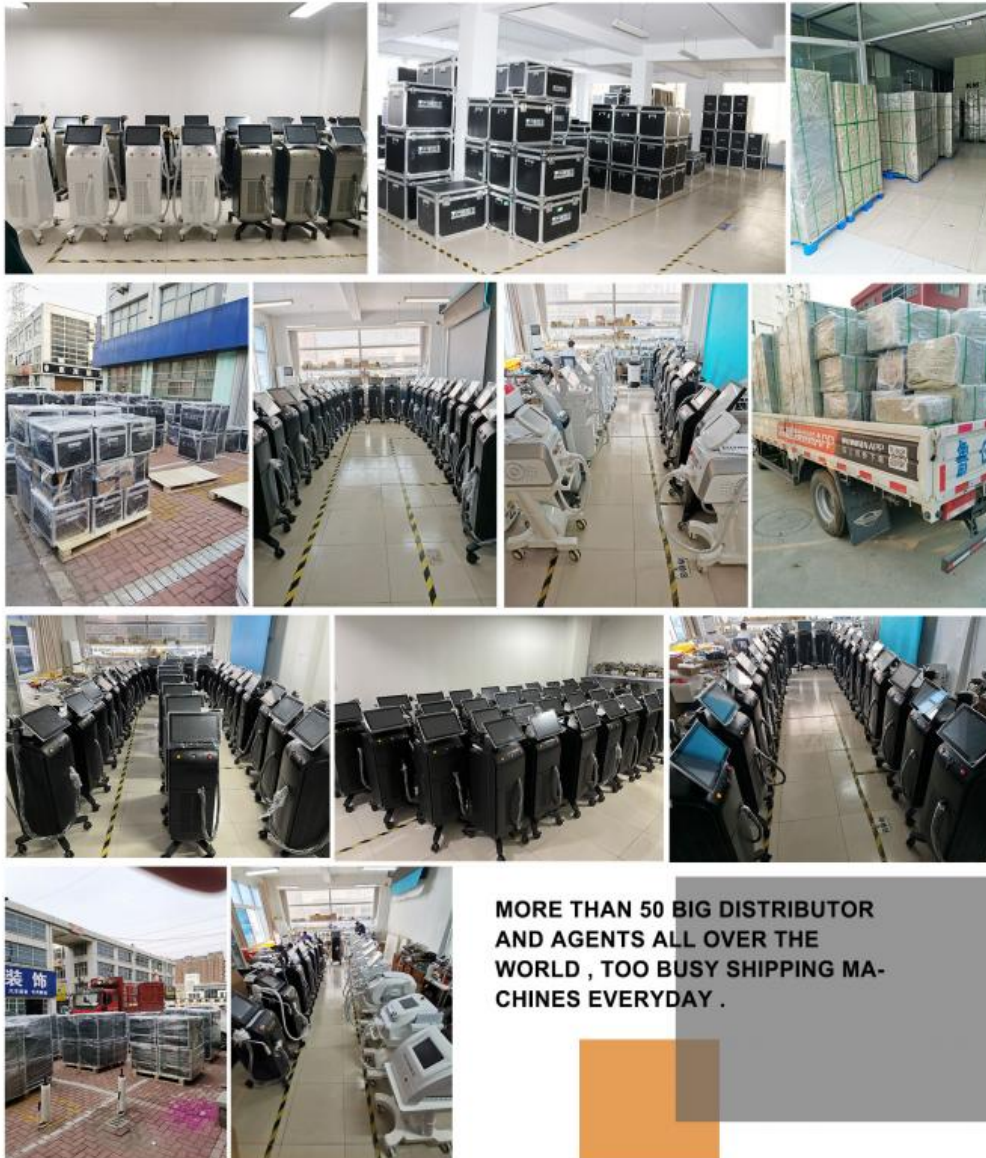 装 饰
MORE THAN 50 BIG DISTRIBUTOR
AND AGENTS ALL OVER THE
WORLD , TOO BUSY SHIPPING MA-
CHINES EVERYDAY .